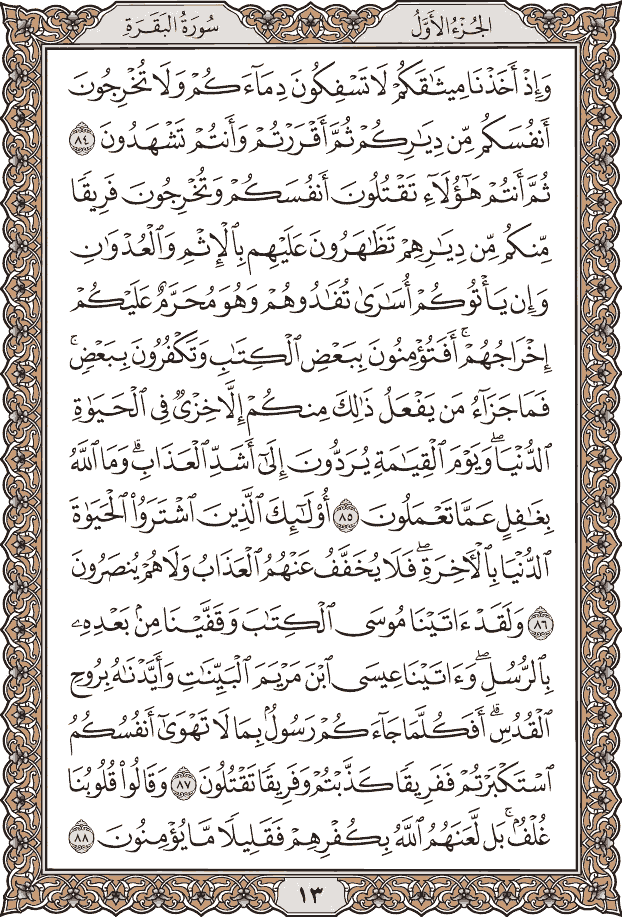 الجُزْءُ الأَوَّلُ
سُورَةُ البَقَرَةِ
وَإِذْ أَخَذْنَا مِيثَٰقَكُمْ لَا تَسْفِكُونَ دِمَآءَكُمْ وَلَا تُخْرِجُونَ
أَنفُسَكُم مِّن دِيَٰرِكُمْ ثُمَّ أَقْرَرْتُمْ وَأَنتُمْ تَشْهَدُونَ ٨٤
ثُمَّ أَنتُمْ هَٰٓؤُلَآءِ تَقْتُلُونَ أَنفُسَكُمْ وَتُخْرِجُونَ فَرِيقًا
مِّنكُم مِّن دِيَٰرِهِمْ تَظَٰهَرُونَ عَلَيْهِم بِٱلْإِثْمِ وَٱلْعُدْوَٰنِ
وَإِن يَأْتُوكُمْ أُسَٰرَىٰ تُفَٰدُوهُمْ وَهُوَ مُحَرَّمٌ عَلَيْكُمْ
إِخْرَاجُهُمْ ۚ أَفَتُؤْمِنُونَ بِبَعْضِ ٱلْكِتَٰبِ وَتَكْفُرُونَ بِبَعْضٍ ۚ
فَمَا جَزَآءُ مَن يَفْعَلُ ذَٰلِكَ مِنكُمْ إِلَّا خِزْىٌ فِى ٱلْحَيَوٰةِ
ٱلدُّنْيَا ۖ وَيَوْمَ ٱلْقِيَٰمَةِ يُرَدُّونَ إِلَىٰٓ أَشَدِّ ٱلْعَذَابِ ۗ وَمَا ٱللَّهُ
بِغَٰفِلٍ عَمَّا تَعْمَلُونَ ٨٥ أُو۟لَٰٓئِكَ ٱلَّذِينَ ٱشْتَرَوُا۟ ٱلْحَيَوٰةَ
ٱلدُّنْيَا بِٱلْءَاخِرَةِ ۖ فَلَا يُخَفَّفُ عَنْهُمُ ٱلْعَذَابُ وَلَا هُمْ يُنصَرُونَ
٨٦ وَلَقَدْ ءَاتَيْنَا مُوسَى ٱلْكِتَٰبَ وَقَفَّيْنَا مِنۢ بَعْدِهِۦ
بِٱلرُّسُلِ ۖ وَءَاتَيْنَا عِيسَى ٱبْنَ مَرْيَمَ ٱلْبَيِّنَٰتِ وَأَيَّدْنَٰهُ بِرُوحِ
ٱلْقُدُسِ ۗ أَفَكُلَّمَا جَآءَكُمْ رَسُولٌۢ بِمَا لَا تَهْوَىٰٓ أَنفُسُكُمُ
ٱسْتَكْبَرْتُمْ فَفَرِيقًا كَذَّبْتُمْ وَفَرِيقًا تَقْتُلُونَ ٨٧ وَقَالُوا۟ قُلُوبُنَا
غُلْفٌۢ ۚ بَل لَّعَنَهُمُ ٱللَّهُ بِكُفْرِهِمْ فَقَلِيلًا مَّا يُؤْمِنُونَ ٨٨
١٣